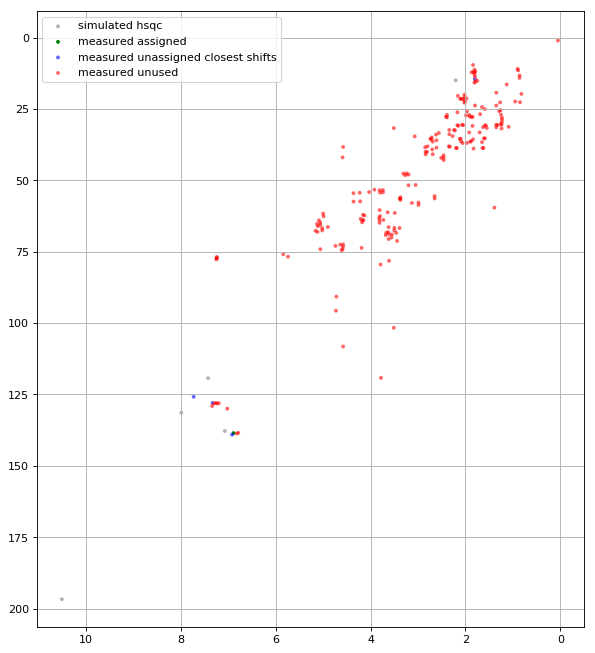 simulated hsqc
measured assigned
measured unassigned closest shifts
measured unused
0
25
50
75
100
125
150
175
200
10 8 6 4 2 0